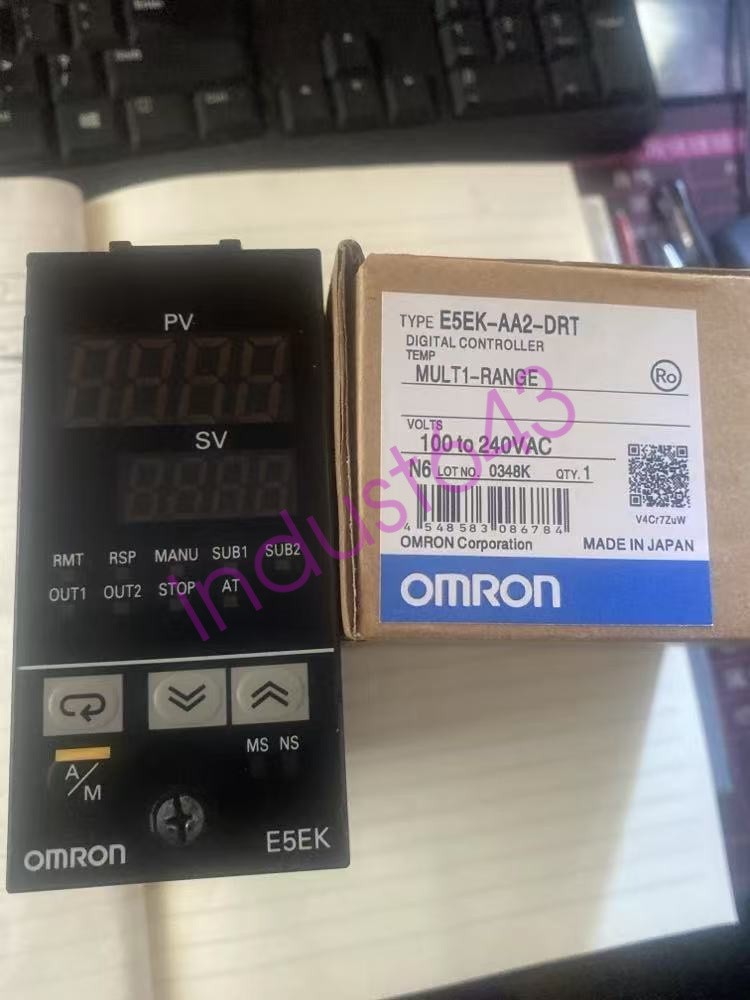 PV
SV
RMT RSP MANU SUB1 SUB2
OUT1 OUT2 STOP AT
MS NS
A/M
OMRON
E5EK
TYPE E5EK-AA2-DRT
DIGITAL CONTROLLER
TEMP
MULT1-RANGE
Ro
VOLTS
100 to 240VAC
N6 LOT NO. 0348K QTY. 1
4 548583 086784
V4Cr7ZuW
OMRON Corporation MADE IN JAPAN
OMRON
indust643